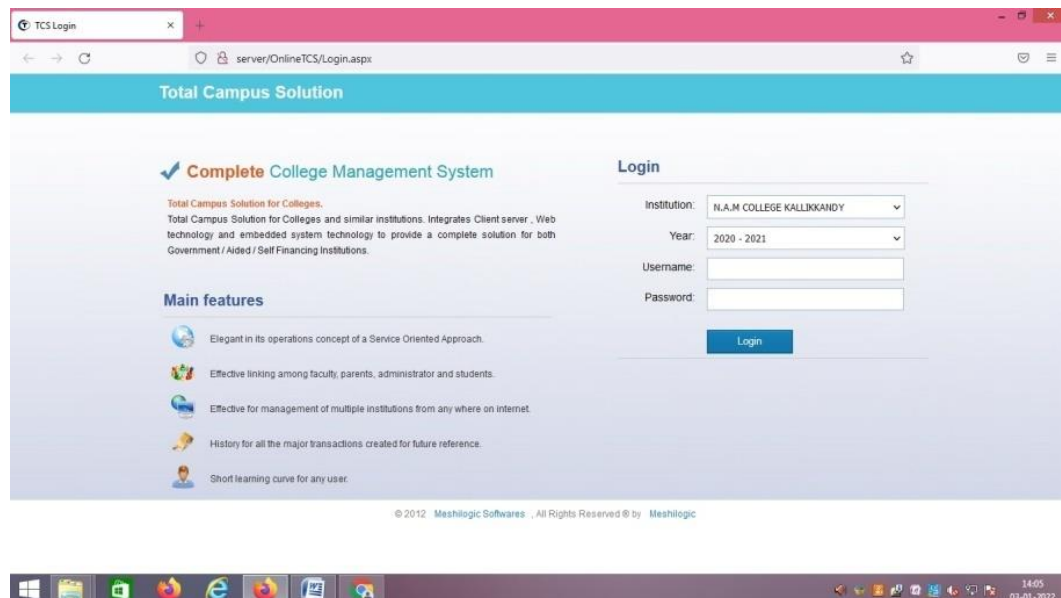 TCS Login
server/OnlineTCS/Login.aspx
Total Campus Solution
Complete College Management System
Total Campus Solution for Colleges.
Total Campus Solution for Colleges and similar institutions. Integrates Client server , Web
technology and embedded system technology to provide a complete solution for both
Government / Aided / Self Financing Institutions.
Main features
Elegant in its operations concept of a Service Oriented Approach.
Effective linking among faculty, parents, administrator and students.
Effective for management of multiple institutions from any where on internet.
History for all the major transactions created for future reference.
Short learning curve for any user.
Login
Institution: N.A.M COLLEGE KALLIKKANDY
Year: 2020 - 2021
Username:
Password:
Login
© 2012 Meshilogic Softwares , All Rights Reserved ® by Meshilogic
14:05
03-01-2022